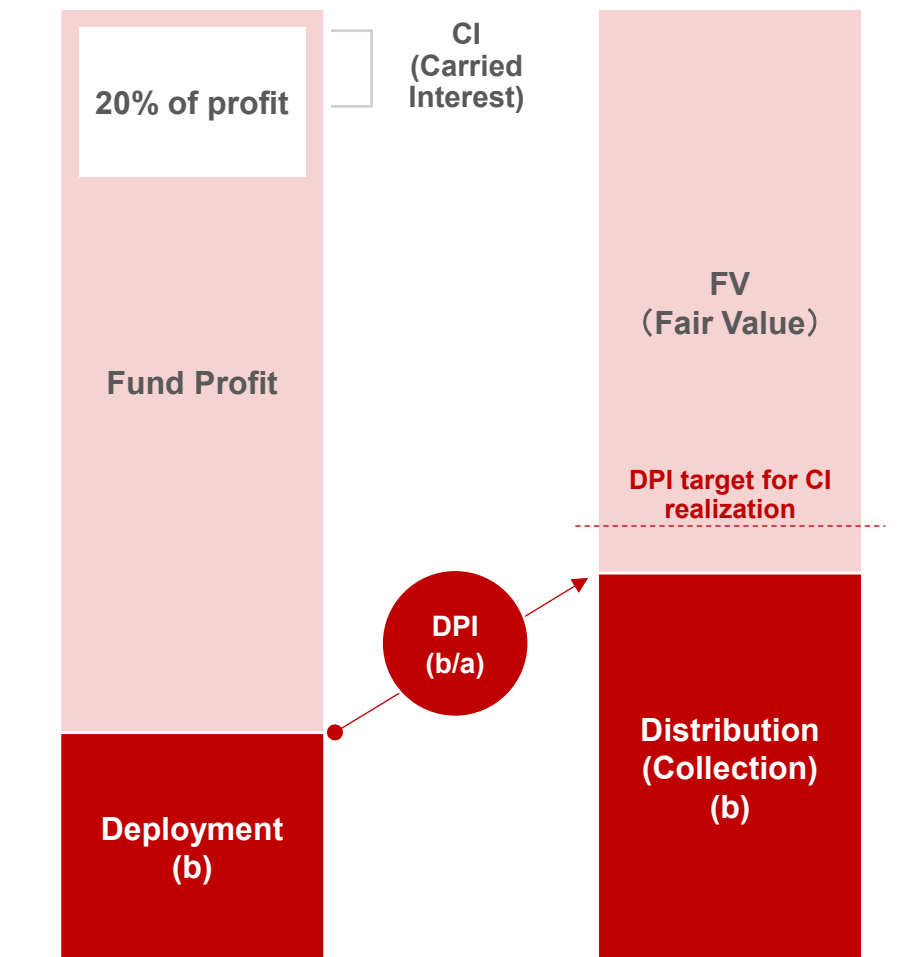 20% of profit
CI
(Carried
Interest)
Fund Profit
Deployment
(b)
DPI
(b/a)
FV
（Fair Value）
DPI target for CI
realization
Distribution
(Collection)
(b)